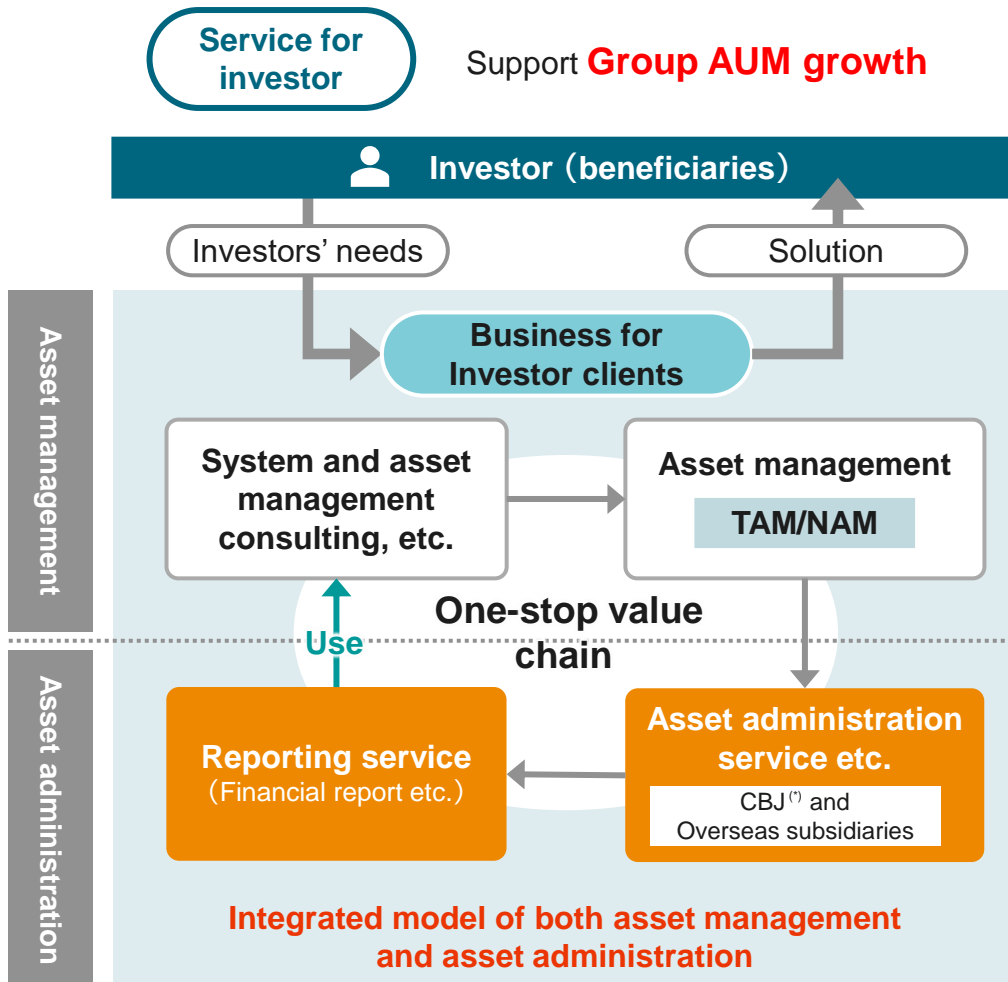 Service for
investor
Support Group AUM growth
Investor（beneficiaries）
Investors’ needs
Solution
Asset management
Business for
Investor clients
System and asset
management
consulting, etc.
Asset management
TAM/NAM
One-stop value
chain
Use
Asset administration
Reporting service
（Financial report etc.）
Asset administration
service etc.
CBJ(*) and
Overseas subsidiaries
Integrated model of both asset management
and asset administration